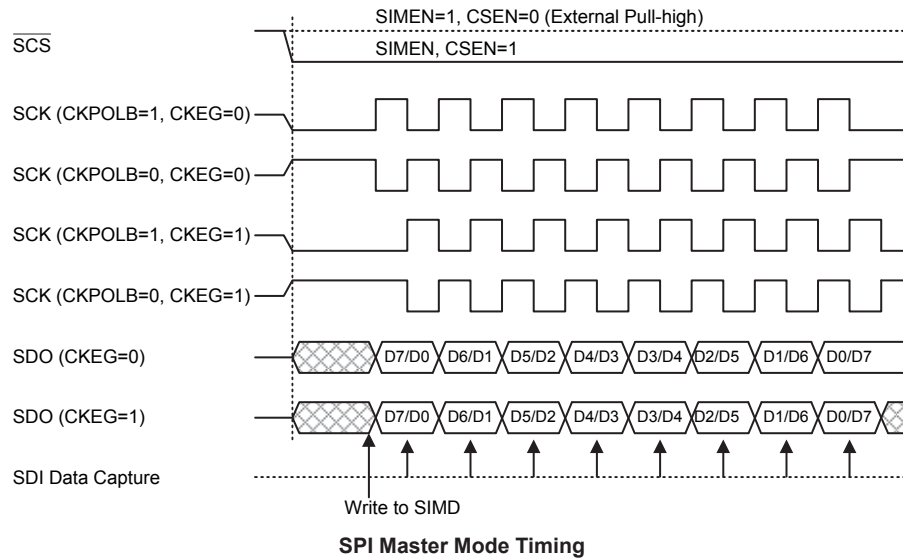 SIMEN=1, CSEN=0 (External Pull-high)
SCS
SIMEN, CSEN=1
SCK (CKPOLB=1, CKEG=0)
SCK (CKPOLB=0, CKEG=0)
SCK (CKPOLB=1, CKEG=1)
SCK (CKPOLB=0, CKEG=1)
SDO (CKEG=0) D7/D0 D6/D1 D5/D2 D4/D3 D3/D4 D2/D5 D1/D6 D0/D7
SDO (CKEG=1) D7/D0 D6/D1 D5/D2 D4/D3 D3/D4 D2/D5 D1/D6 D0/D7
SDI Data Capture
Write to SIMD
SPI Master Mode Timing